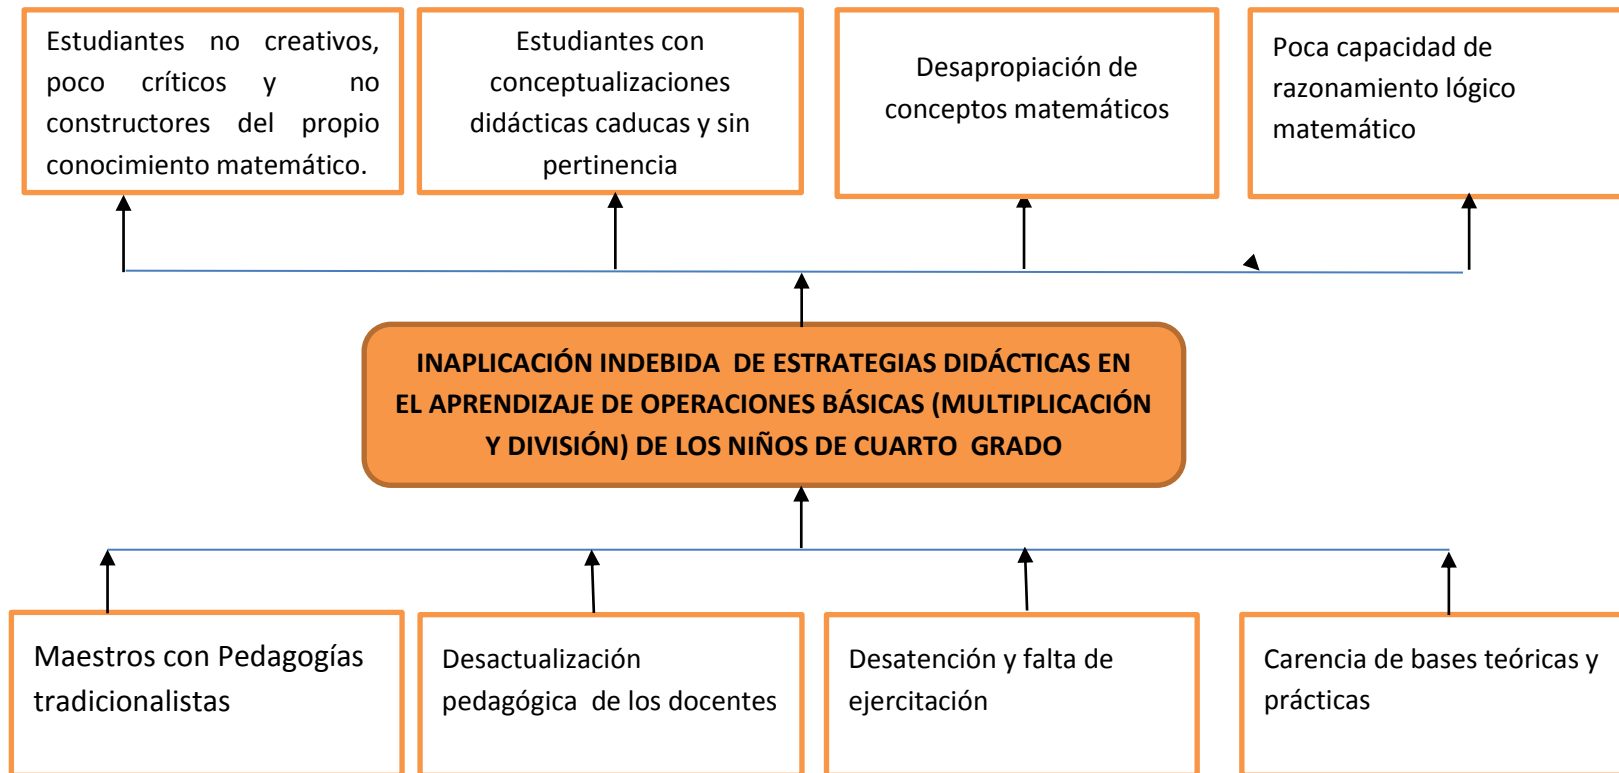 Estudiantes no creativos,
poco críticos y no
constructores del propio
conocimiento matemático.
Estudiantes con
conceptualizaciones
didácticas caducas y sin
pertinencia
Desapropiación de
conceptos matemáticos
Poca capacidad de
razonamiento lógico
matemático
INAPLICACIÓN INDEBIDA DE ESTRATEGIAS DIDÁCTICAS EN
EL APRENDIZAJE DE OPERACIONES BÁSICAS (MULTIPLICACIÓN
Y DIVISIÓN) DE LOS NIÑOS DE CUARTO GRADO
Maestros con Pedagogías
tradicionalistas
Desactualización
pedagógica de los docentes
Desatención y falta de
ejercitación
Carencia de bases teóricas y
prácticas